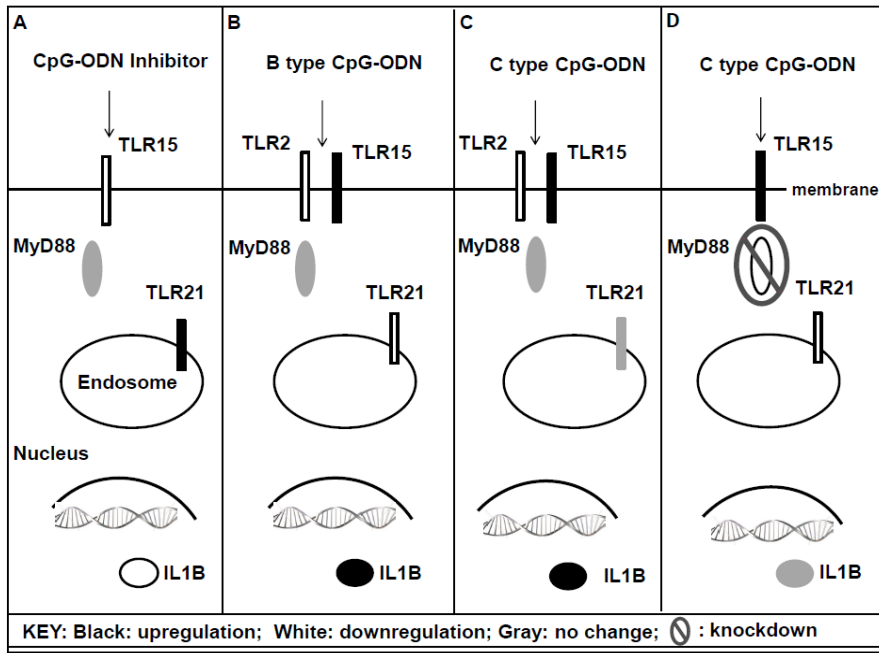 A
CpG-ODN Inhibitor
TLR15
MyD88
TLR21
Endosome
Nucleus
IL1B
B
B type CpG-ODN
TLR2
TLR15
MyD88
TLR21
IL1B
C
C type CpG-ODN
TLR2
TLR15
MyD88
TLR21
IL1B
D
C type CpG-ODN
TLR15
membrane
MyD88
TLR21
IL1B
KEY: Black: upregulation; White: downregulation; Gray: no change; : knockdown